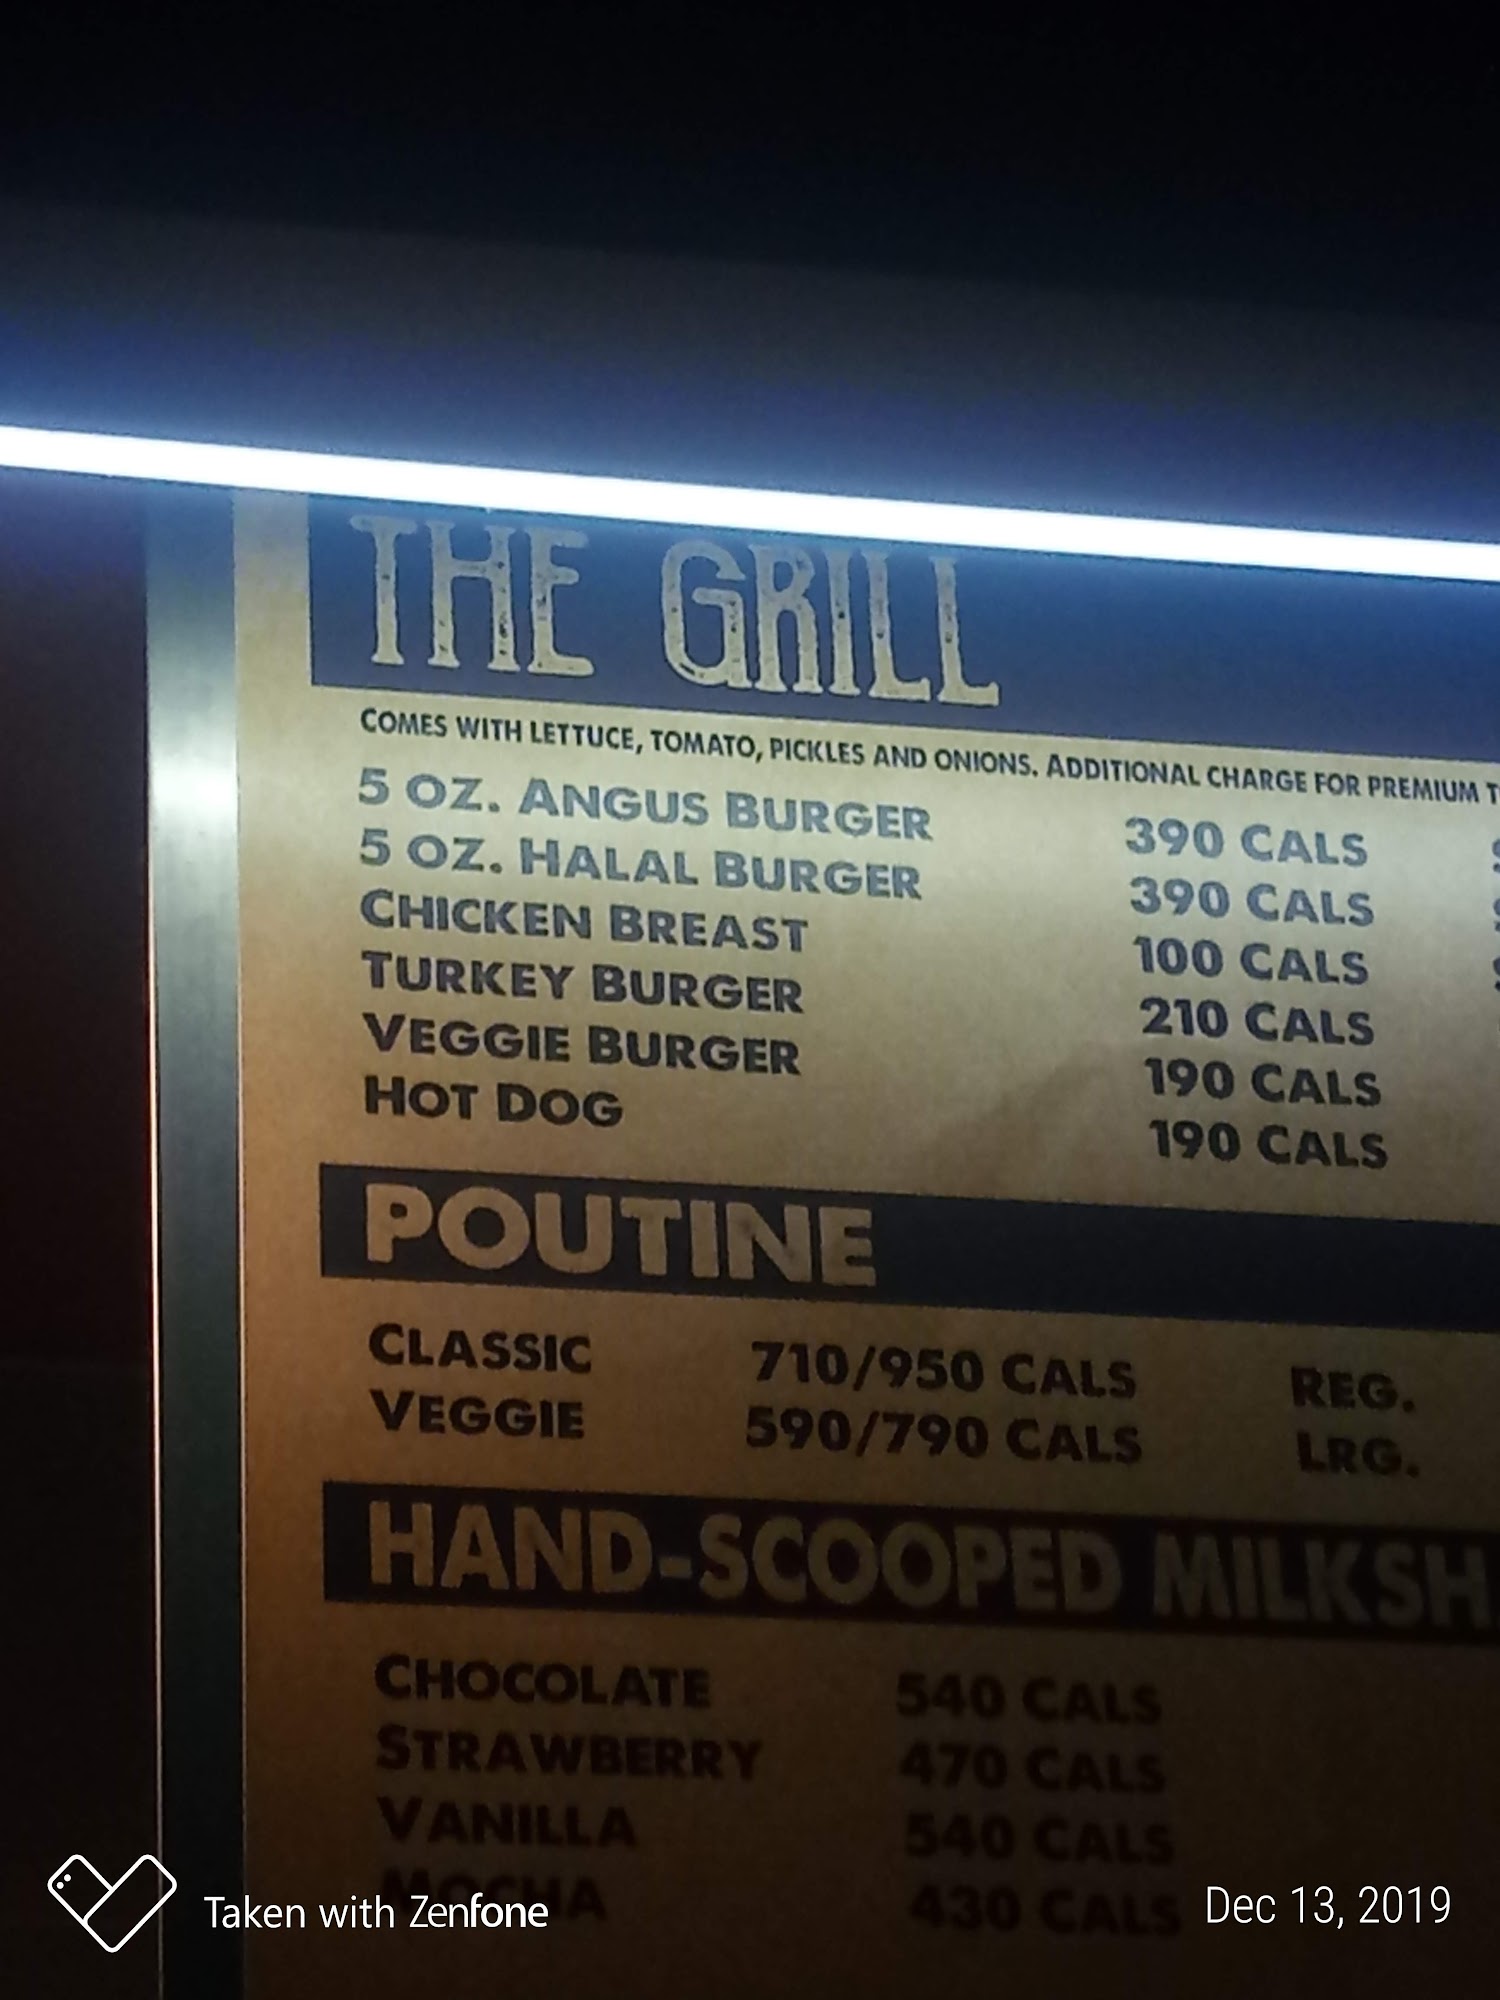 THE GRILL
COMES WITH LETTUCE, TOMATO, PICKLES AND ONIONS. ADDITIONAL CHARGE FOR PREMIUM
5 OZ. ANGUS BURGER 390 CALS
5 OZ. HALAL BURGER 390 CALS
CHICKEN BREAST 100 CALS
TURKEY BURGER 210 CALS
VEGGIE BURGER 190 CALS
HOT DOG 190 CALS
POUTINE
CLASSIC 710/950 CALS REG.
VEGGIE 590/790 CALS LRG.
HAND-SCOOPED MILKSH
CHOCOLATE 540 CALS
STRAWBERRY 470 CALS
VANILLA 540 CALS
MOCHA 430 CALS
Taken with Zenfone
Dec 13, 2019